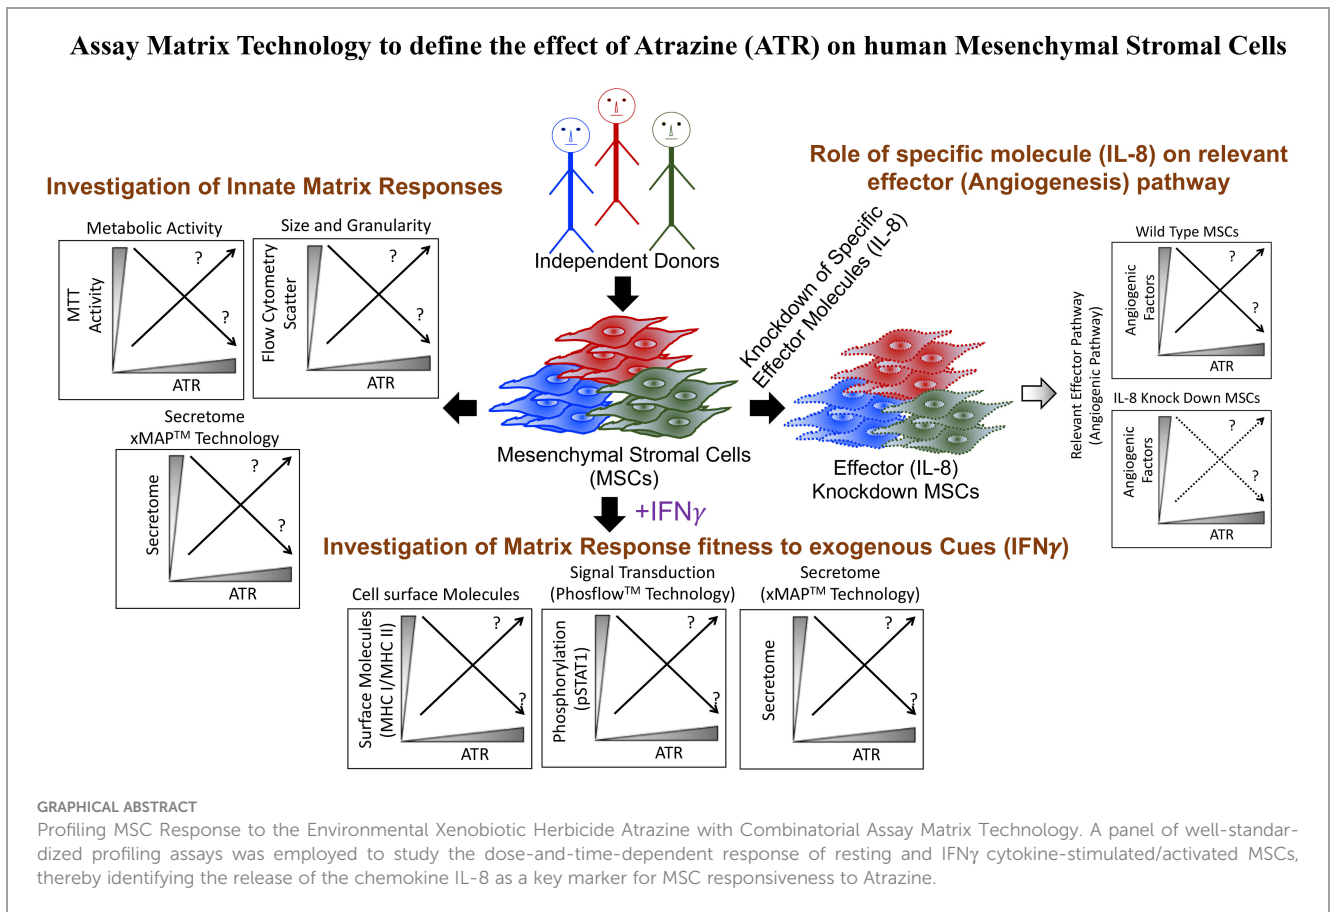 Assay Matrix Technology to define the effect of Atrazine (ATR) on human Mesenchymal Stromal Cells
Independent Donors
Mesenchymal Stromal Cells
(MSCs)
Investigation of Innate Matrix Responses
Metabolic Activity
MTT
Activity
?
?
ATR
Size and Granularity
Flow Cytometry
Scatter
?
?
ATR
Secretome
xMAP™ Technology
Secretome
?
?
ATR
+IFNγ
Investigation of Matrix Response fitness to exogenous Cues (IFNγ)
Cell surface Molecules
Surface Molecules
(MHC I/MHC II)
?
?
ATR
Signal Transduction
(Phosflow™ Technology)
Phosphorylation
(pSTAT1)
?
?
ATR
Secretome
(xMAP™ Technology)
Secretome
?
?
ATR
Knockdown of Specific
Effector Molecules (IL-8)
Effector (IL-8)
Knockdown MSCs
Role of specific molecule (IL-8) on relevant
effector (Angiogenesis) pathway
Relevant Effector Pathway
(Angiogenic Pathway)
Wild Type MSCs
Angiogenic
Factors
?
?
ATR
IL-8 Knock Down MSCs
Angiogenic
Factors
?
?
ATR
GRAPHICAL ABSTRACT
Profiling MSC Response to the Environmental Xenobiotic Herbicide Atrazine with Combinatorial Assay Matrix Technology. A panel of well-standar-
dized profiling assays was employed to study the dose-and-time-dependent response of resting and IFNγ cytokine-stimulated/activated MSCs,
thereby identifying the release of the chemokine IL-8 as a key marker for MSC responsiveness to Atrazine.